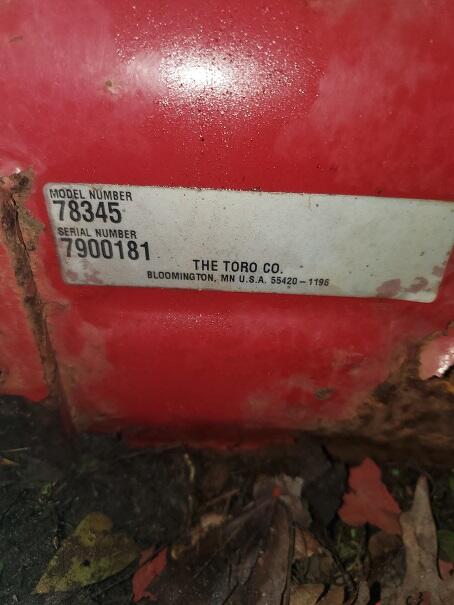 MODEL NUMBER
78345
SERIAL NUMBER
7900181
THE TORO CO.
BLOOMINGTON, MN U.S.A. 55420-1196